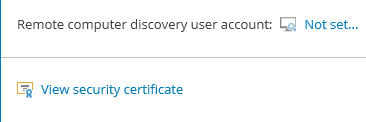 Remote computer discovery user account: Not set...
View security certificate